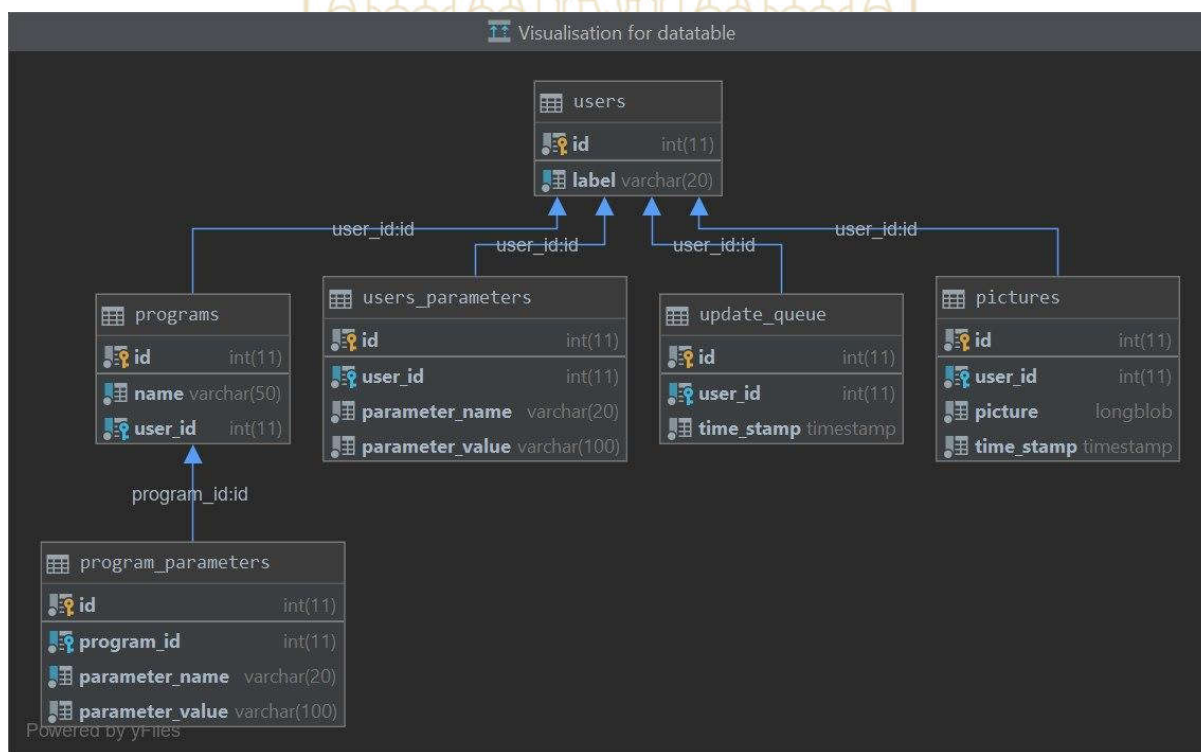 Visualisation for datatable
users
id int(11)
label varchar(20)
user_id:id
user_id:id
user_id:id
user_id:id
programs
id int(11)
name varchar(50)
user_id int(11)
users_parameters
id int(11)
user_id int(11)
parameter_name varchar(20)
parameter_value varchar(100)
update_queue
id int(11)
user_id int(11)
time_stamp timestamp
pictures
id int(11)
user_id int(11)
picture longblob
time_stamp timestamp
program_id:id
program_parameters
id int(11)
program_id int(11)
parameter_name varchar(20)
parameter_value varchar(100)
Powered by yFiles